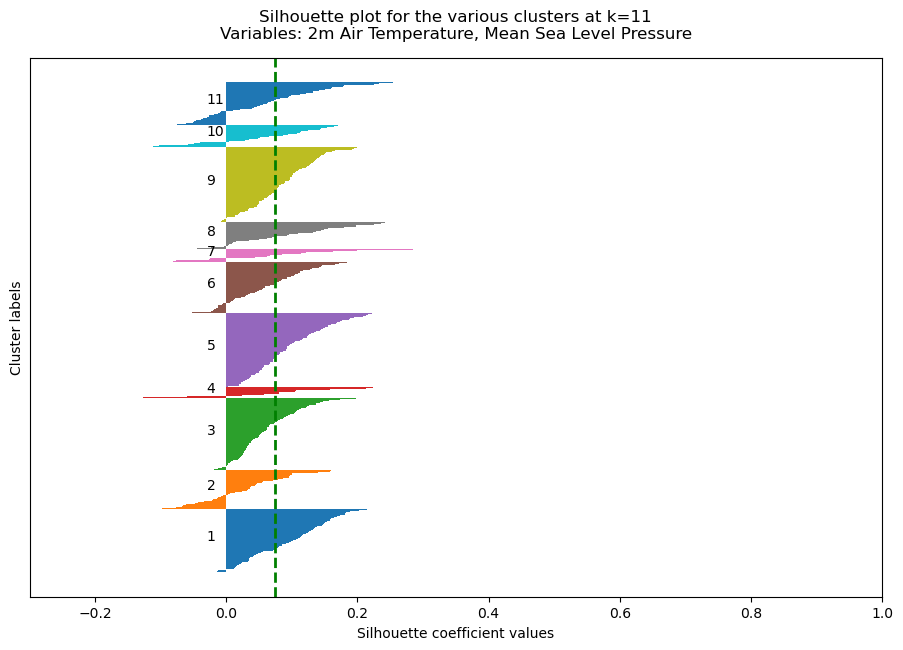 Silhouette plot for the various clusters at k=11
Variables: 2m Air Temperature, Mean Sea Level Pressure
Cluster labels
11
10
9
8
7
6
5
4
3
2
1
−0.2 0.0 0.2 0.4 0.6 0.8 1.0
Silhouette coefficient values